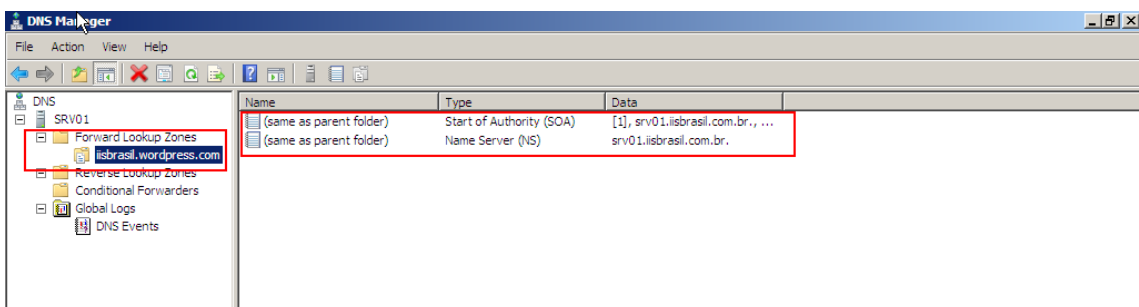 DNS Manager
File Action View Help
DNS
SRV01
Forward Lookup Zones
iisbrasil.wordpress.com
Reverse Lookup Zones
Conditional Forwarders
Global Logs
DNS Events
Name Type Data
(same as parent folder) Start of Authority (SOA) [1], srv01.iisbrasil.com.br., ...
(same as parent folder) Name Server (NS) srv01.iisbrasil.com.br.